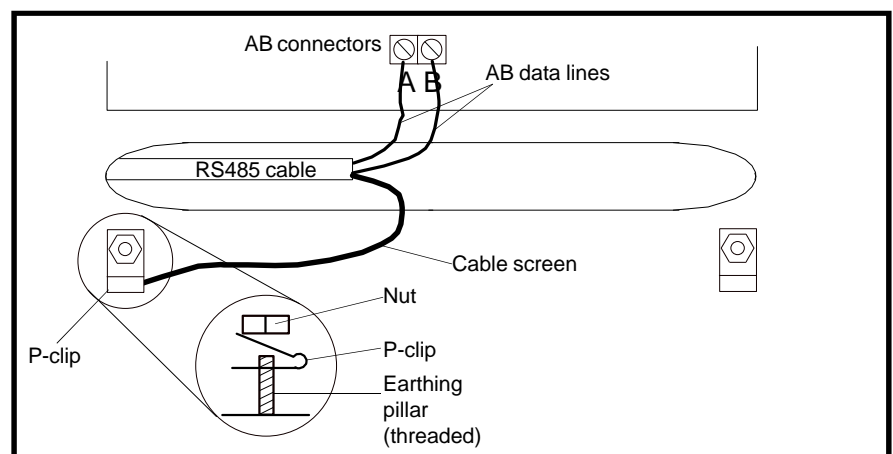 AB connectors
A B
AB data lines
RS485 cable
Cable screen
Nut
P-clip
P-clip
Earthing
pillar
(threaded)